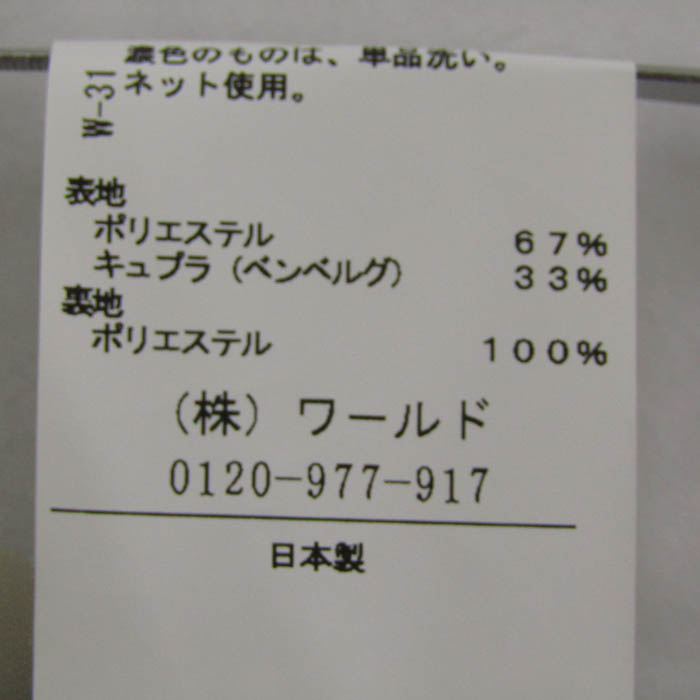 濃色のものは、単品洗い。
ネット使用。
W-31
表地
ポリエステル 67%
キュプラ（ベンベルグ） 33%
裏地
ポリエステル 100%
（株）ワールド
0120-977-917
日本製